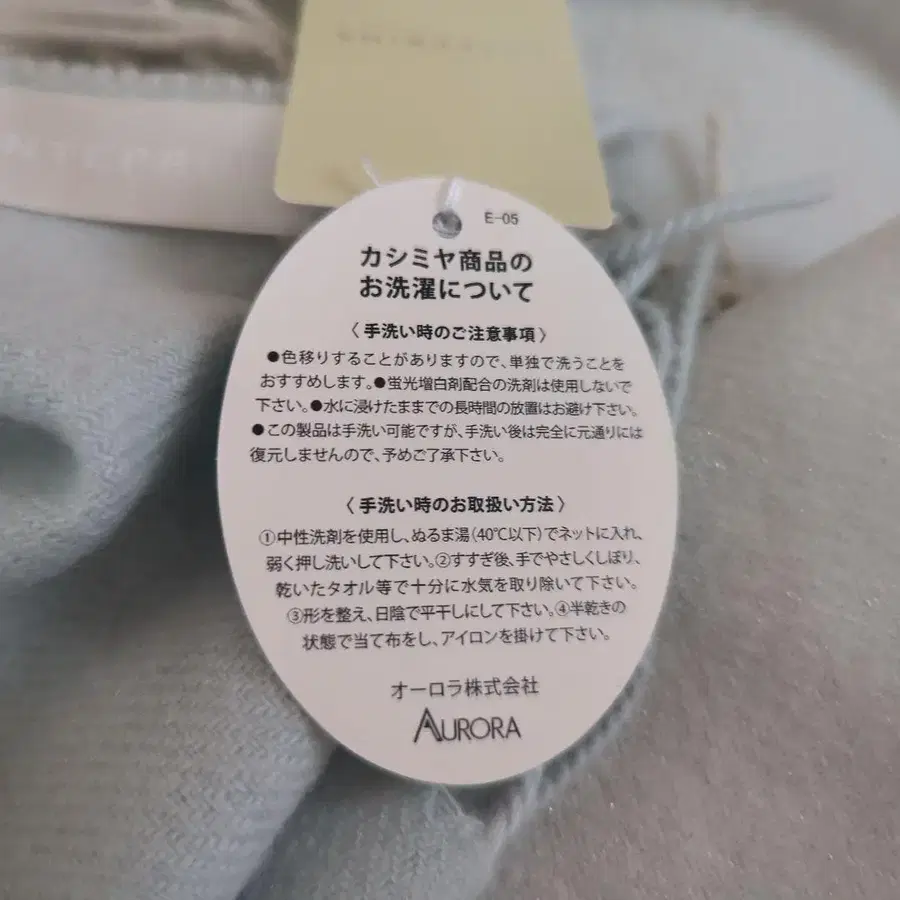 E-05
カシミヤ商品の
お洗濯について
〈 手洗い時のご注意事項 〉
●色移りすることがありますので、単独で洗うことを
おすすめします。●蛍光増白剤配合の洗剤は使用しないで
下さい。●水に浸けたままでの長時間の放置はお避け下さい。
●この製品は手洗い可能ですが、手洗い後は完全に元通りには
復元しませんので、予めご了承下さい。
〈 手洗い時のお取扱い方法 〉
①中性洗剤を使用し、ぬるま湯(40℃以下)でネットに入れ、
弱く押し洗いして下さい。②すすぎ後、手でやさしくしぼり、
乾いたタオル等で十分に水気を取り除いて下さい。
③形を整え、日陰で平干しにして下さい。④半乾きの
状態で当て布をし、アイロンを掛けて下さい。
オーロラ株式会社
AURORA